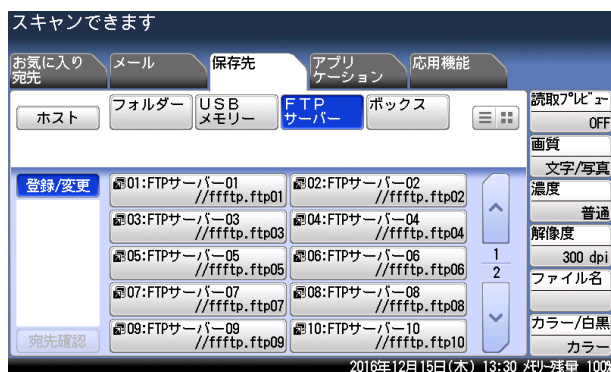 スキャンできます
お気に入り
宛先
メール
保存先
アプリ
ケーション
応用機能
ホスト
フォルダー
USB
メモリー
FTP
サーバー
ボックス
登録/変更
01:FTPサーバー01
//ffftp.ftp01
02:FTPサーバー02
//ffftp.ftp02
03:FTPサーバー03
//ffftp.ftp03
04:FTPサーバー04
//ffftp.ftp04
05:FTPサーバー05
//ffftp.ftp05
06:FTPサーバー06
//ffftp.ftp06
07:FTPサーバー07
//ffftp.ftp07
08:FTPサーバー08
//ffftp.ftp08
09:FTPサーバー09
//ffftp.ftp09
10:FTPサーバー10
//ffftp.ftp10
1
2
宛先確認
読取プレビュー
OFF
画質
文字/写真
濃度
普通
解像度
300 dpi
ファイル名
カラー/白黒
カラー
2016年12月15日(木) 13:30 メモリー残量 100%